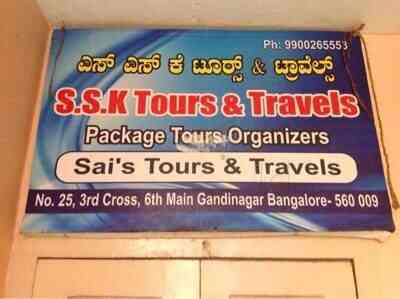 Ph: 9900265553
ಎಸ್ ಎಸ್ ಕೆ ಟೂರ್‍ಸ್ & ಟ್ರಾವೆಲ್ಸ್
S.S.K Tours & Travels
Package Tours Organizers
Sai's Tours & Travels
No. 25, 3rd Cross, 6th Main Gandinagar Bangalore- 560 009